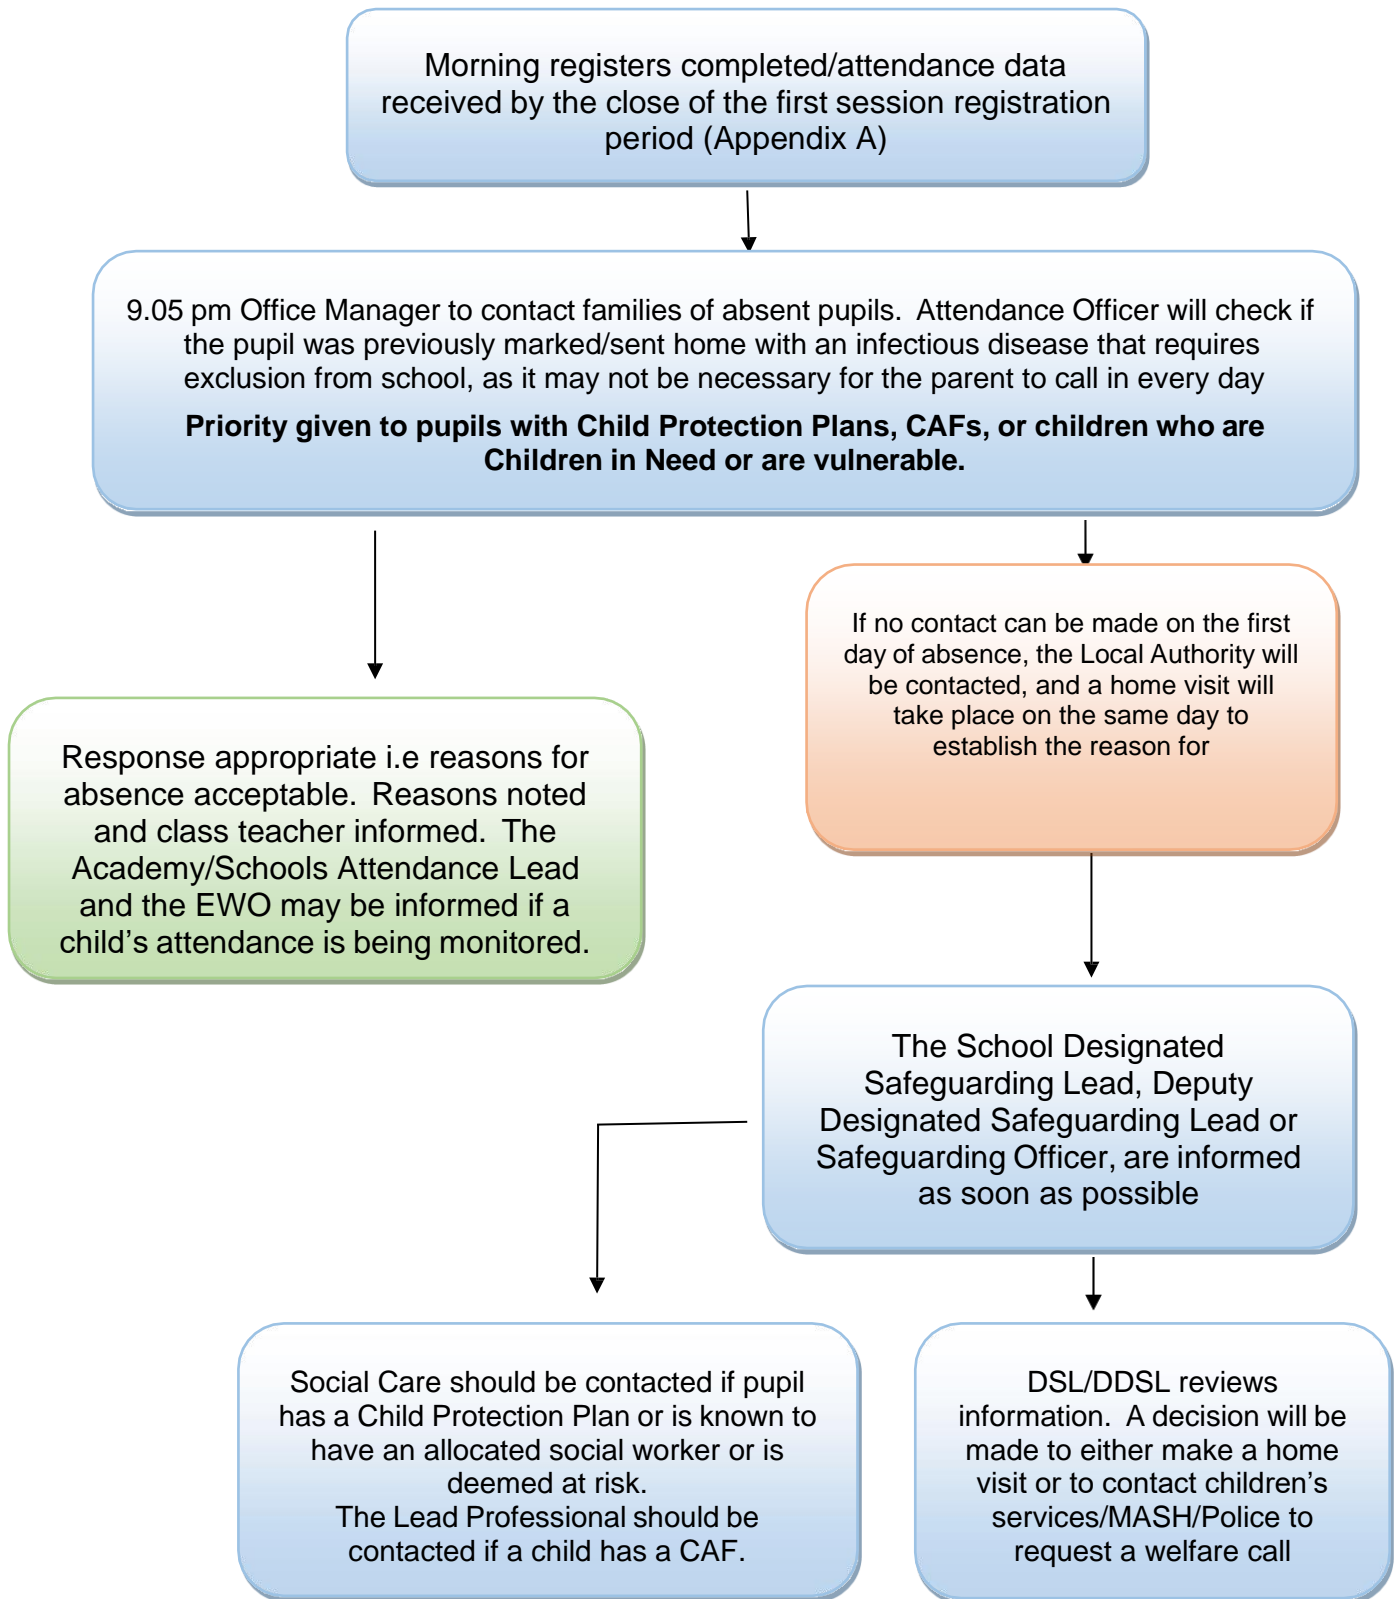 Morning registers completed/attendance data
received by the close of the first session registration
period (Appendix A)
9.05 pm Office Manager to contact families of absent pupils.  Attendance Officer will check if
the pupil was previously marked/sent home with an infectious disease that requires
exclusion from school, as it may not be necessary for the parent to call in every day
Priority given to pupils with Child Protection Plans, CAFs, or children who are
Children in Need or are vulnerable.
If no contact can be made on the first
day of absence, the Local Authority will
be contacted, and a home visit will
take place on the same day to
establish the reason for
Response appropriate i.e reasons for
absence acceptable.  Reasons noted
and class teacher informed.  The
Academy/Schools Attendance Lead
and the EWO may be informed if a
child’s attendance is being monitored.
The School Designated
Safeguarding Lead, Deputy
Designated Safeguarding Lead or
Safeguarding Officer, are informed
as soon as possible
Social Care should be contacted if pupil
has a Child Protection Plan or is known to
have an allocated social worker or is
deemed at risk.
The Lead Professional should be
contacted if a child has a CAF.
DSL/DDSL reviews
information.  A decision will be
made to either make a home
visit or to contact children’s
services/MASH/Police to
request a welfare call